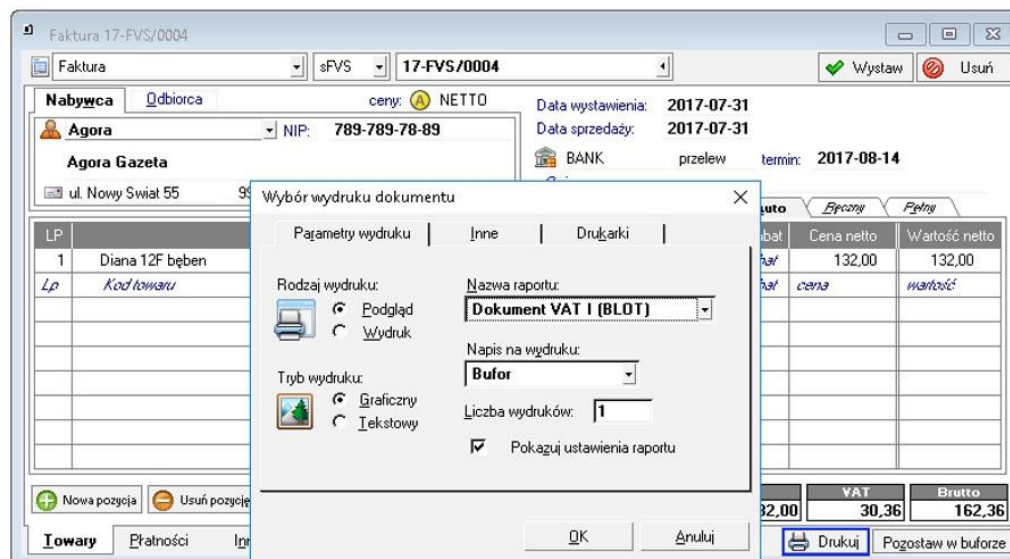 Faktura 17-FVS/0004
Faktura sFVS 17-FVS/0004 Wystaw Usuń
Nabywca Odbiorca ceny: A NETTO
Data wystawienia: 2017-07-31
Agora NIP: 789-789-78-89
Data sprzedaży: 2017-07-31
Agora Gazeta
BANK przelew termin: 2017-08-14
ul. Nowy Swiat 55
Wybór wydruku dokumentu
Parametry wydruku Inne Drukarki
Ręczny Pełny
LP Cena netto Wartość netto
1 Diana 12F bęben 132,00 132,00
Lp Kod towaru cena wartość
Rodzaj wydruku:
Podgląd
Wydruk
Nazwa raportu:
Dokument VAT I (BLOT)
Napis na wydruku:
Bufor
Tryb wydruku:
Graficzny
Tekstowy
Liczba wydruków: 1
Pokazuj ustawienia raportu
OK Anuluj
Nowa pozycja Usuń pozycję
VAT Brutto
30,36 162,36
Towary Płatności
Drukuj Pozostaw w buforze